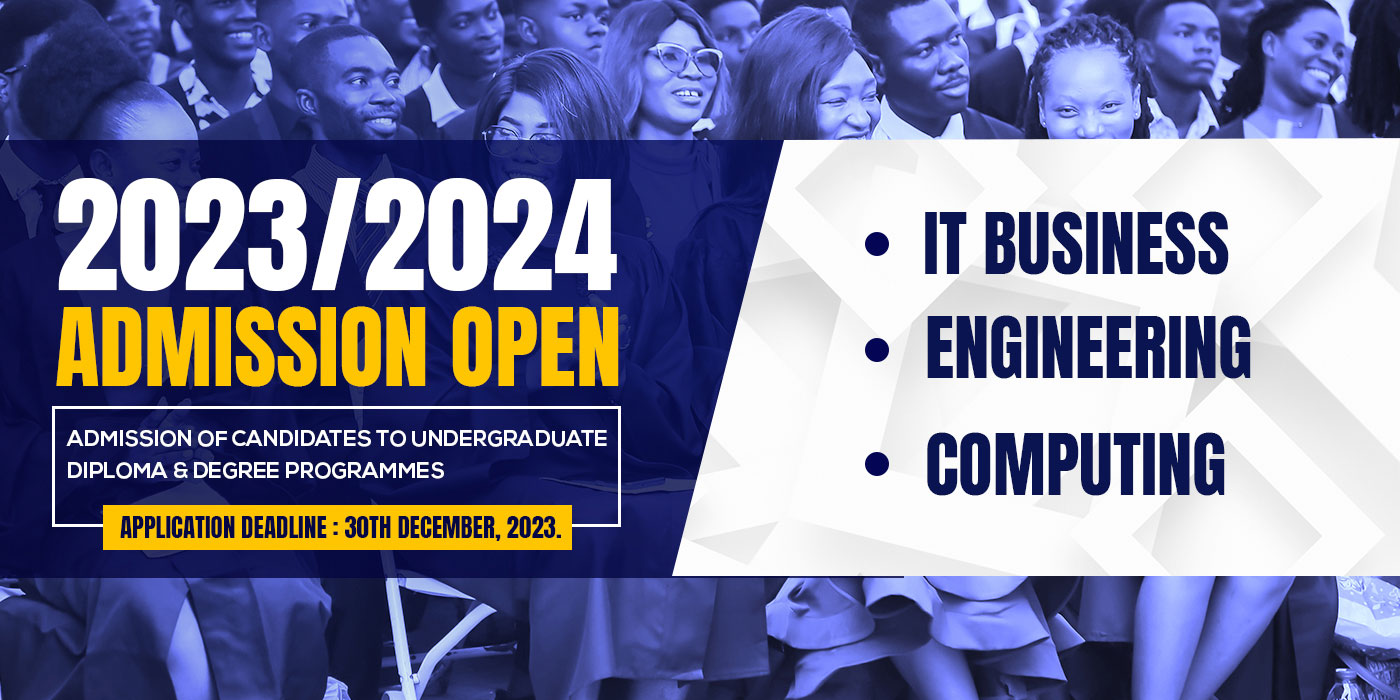 2023/2024
ADMISSION OPEN
ADMISSION OF CANDIDATES TO UNDERGRADUATE
DIPLOMA & DEGREE PROGRAMMES
APPLICATION DEADLINE : 30TH DECEMBER, 2023.
• IT BUSINESS
• ENGINEERING
• COMPUTING